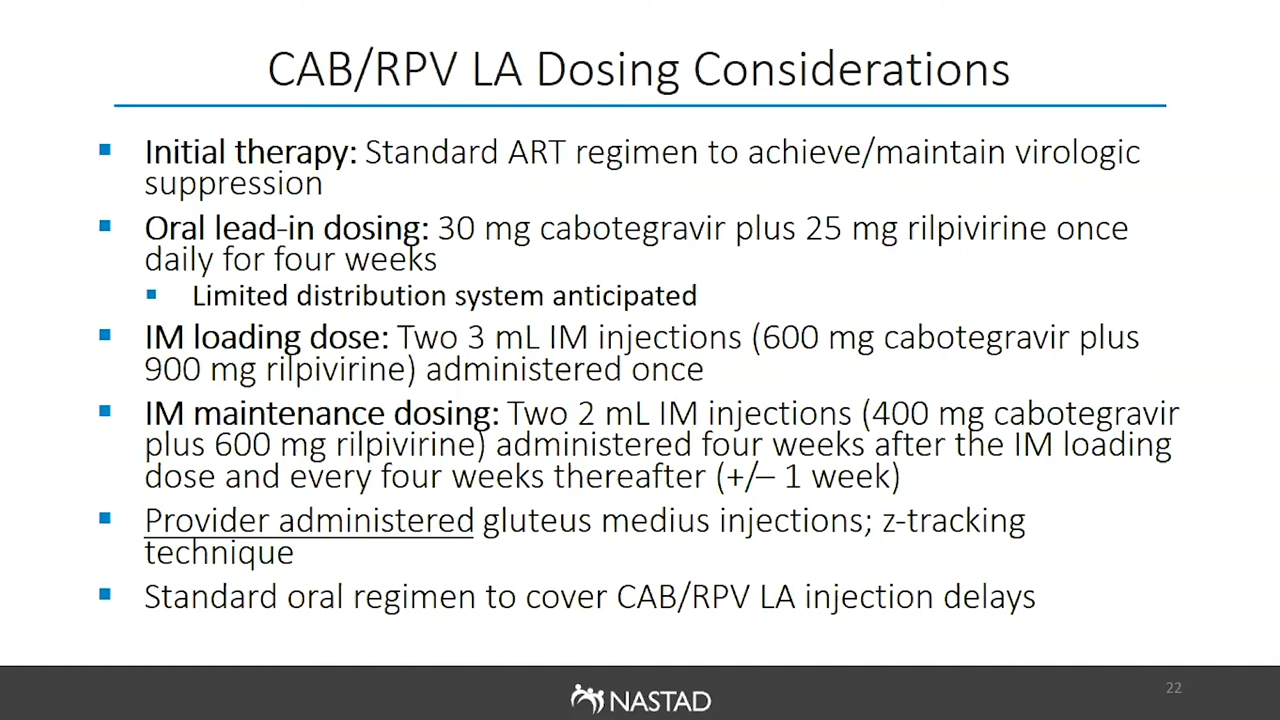 CAB/RPV LA Dosing Considerations
▪ Initial therapy: Standard ART regimen to achieve/maintain virologic
suppression
▪ Oral lead-in dosing: 30 mg cabotegravir plus 25 mg rilpivirine once
daily for four weeks
▪ Limited distribution system anticipated
▪ IM loading dose: Two 3 mL IM injections (600 mg cabotegravir plus
900 mg rilpivirine) administered once
▪ IM maintenance dosing: Two 2 mL IM injections (400 mg cabotegravir
plus 600 mg rilpivirine) administered four weeks after the IM loading
dose and every four weeks thereafter (+/– 1 week)
▪ Provider administered gluteus medius injections; z-tracking
technique
▪ Standard oral regimen to cover CAB/RPV LA injection delays
NASTAD
22